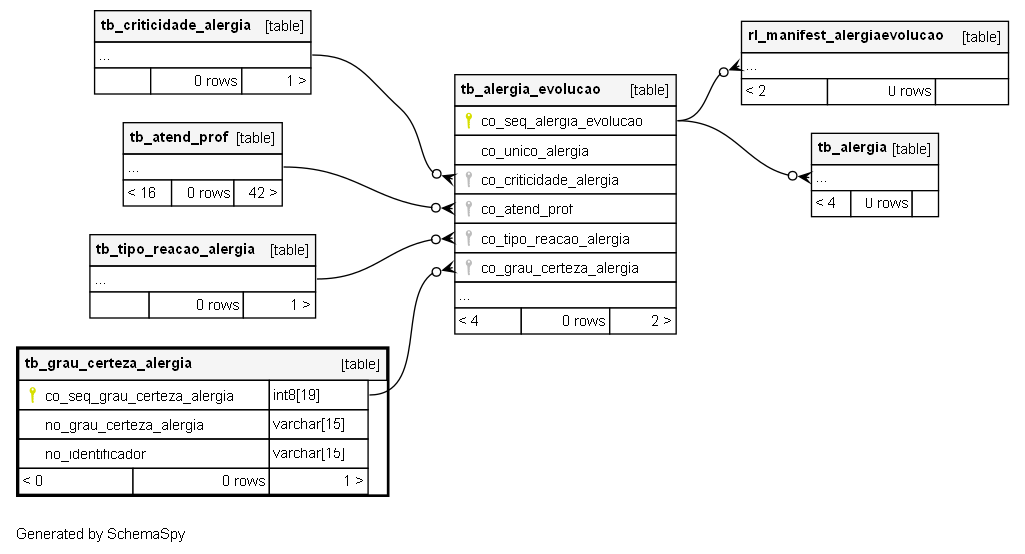 tb_criticidade_alergia [table]
...
0 rows 1 >
tb_atend_prof [table]
...
< 16 0 rows 42 >
tb_tipo_reacao_alergia [table]
...
0 rows 1 >
tb_grau_certeza_alergia [table]
co_seq_grau_certeza_alergia int8[19]
no_grau_certeza_alergia varchar[15]
no_identificador varchar[15]
< 0 0 rows 1 >
tb_alergia_evolucao [table]
co_seq_alergia_evolucao
co_unico_alergia
co_criticidade_alergia
co_atend_prof
co_tipo_reacao_alergia
co_grau_certeza_alergia
...
< 4 0 rows 2 >
rl_manifest_alergiaevolucao [table]
...
< 2 0 rows
tb_alergia [table]
...
< 4 0 rows
Generated by SchemaSpy